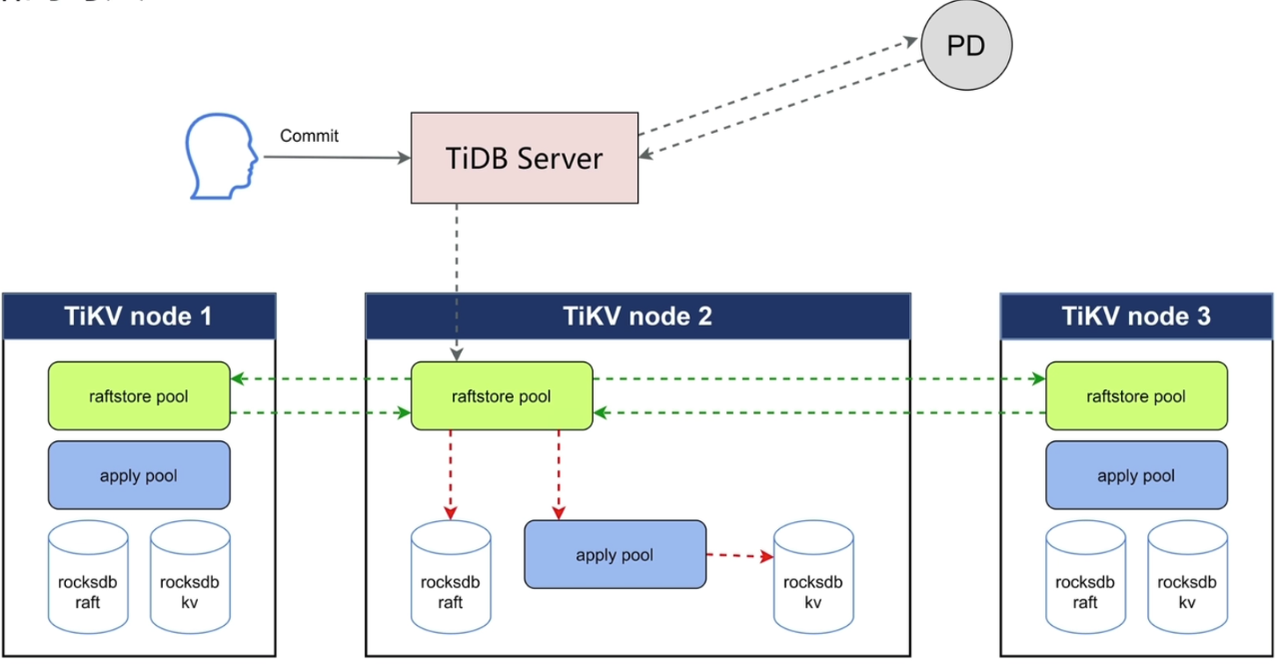 PD
Commit
TiDB Server
TiKV node 1
TiKV node 2
TiKV node 3
raftstore pool
raftstore pool
raftstore pool
apply pool
apply pool
apply pool
rocksdb
raft
rocksdb
kv
rocksdb
raft
rocksdb
kv
rocksdb
raft
rocksdb
kv